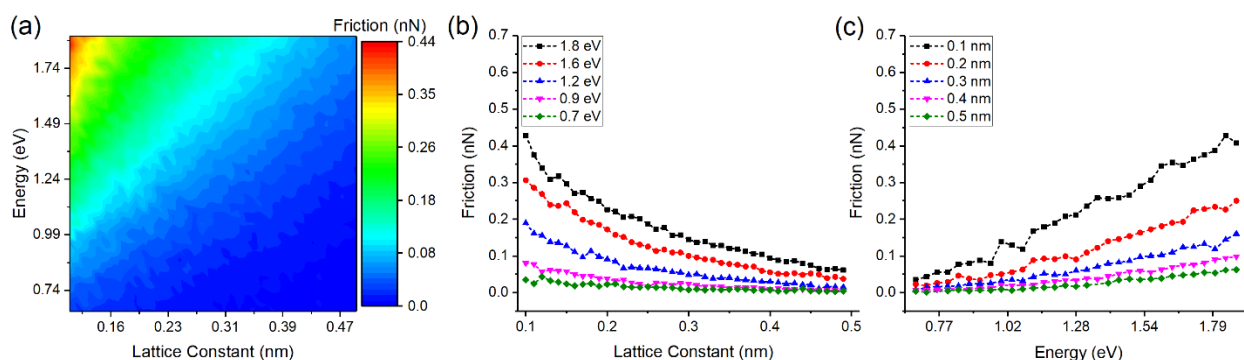 (a)
Friction (nN)
0.44
0.38
0.29
0.21
0.13
0.08
0.0
1.74
1.49
1.24
0.99
0.74
Energy (eV)
0.16 0.23 0.31 0.39 0.47
Lattice Constant (nm)
(b)
1.8 eV
1.6 eV
1.2 eV
0.9 eV
0.7 eV
0.7
0.6
0.5
0.4
0.3
0.2
0.1
0.0
Friction (nN)
0.1 0.2 0.3 0.4 0.5
Lattice Constant (nm)
(c)
0.1 nm
0.2 nm
0.3 nm
0.4 nm
0.5 nm
0.7
0.6
0.5
0.4
0.3
0.2
0.1
0.0
Friction (nN)
0.77 1.02 1.28 1.54 1.79
Energy (eV)